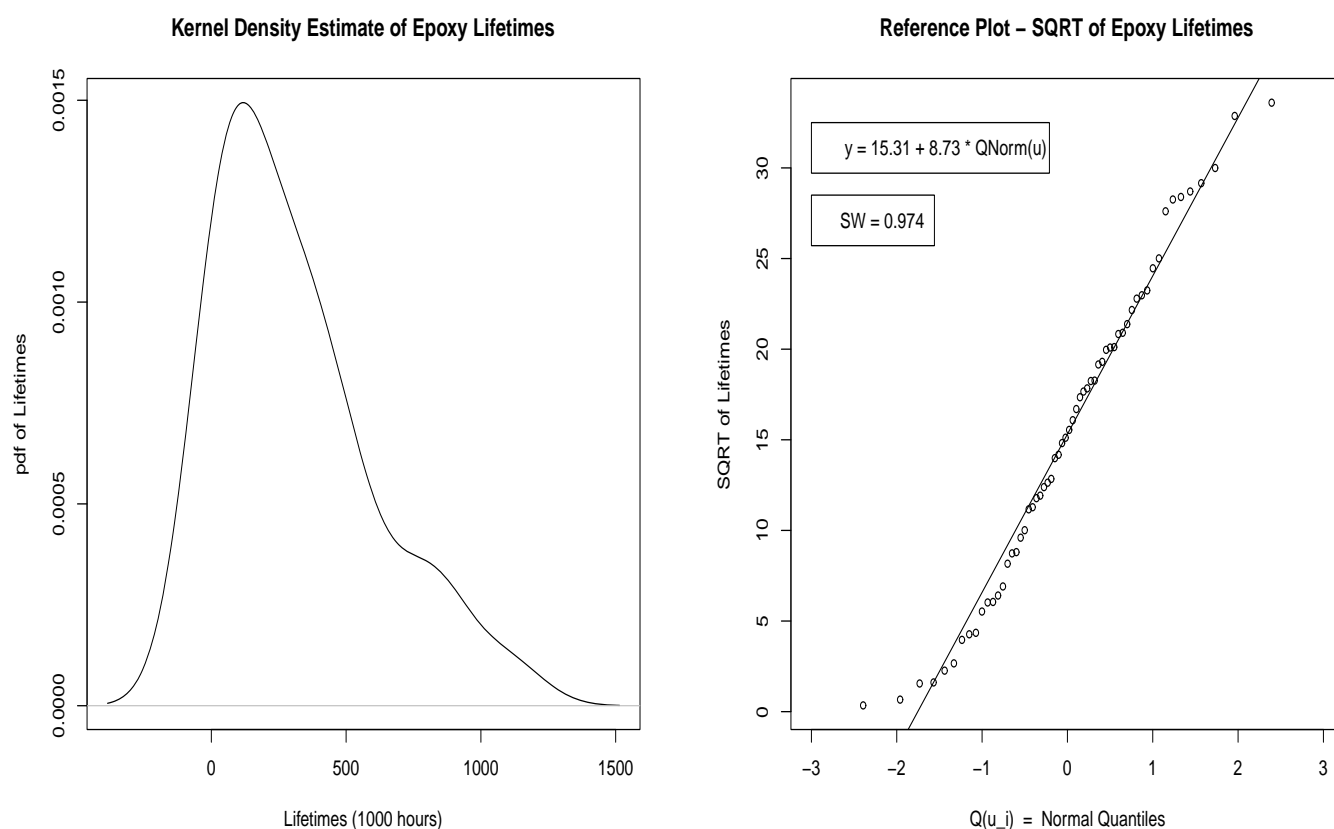 Kernel Density Estimate of Epoxy Lifetimes
pdf of Lifetimes
0.0015
0.0010
0.0005
0.0000
0 500 1000 1500
Lifetimes (1000 hours)
Reference Plot – SQRT of Epoxy Lifetimes
y = 15.31 + 8.73 * QNorm(u)
SW = 0.974
SQRT of Lifetimes
30
25
20
15
10
5
0
−3 −2 −1 0 1 2 3
Q(u_i) = Normal Quantiles